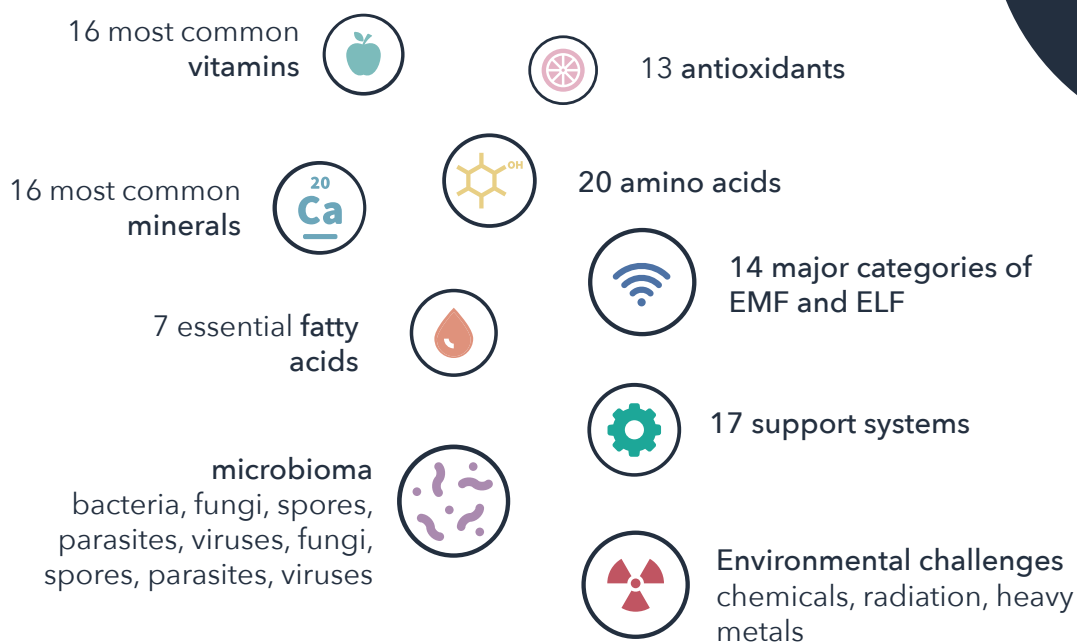 16 most common
vitamins
13 antioxidants
16 most common
minerals
20
Ca
OH
20 amino acids
14 major categories of
EMF and ELF
7 essential fatty
acids
17 support systems
microbioma
bacteria, fungi, spores,
parasites, viruses, fungi,
spores, parasites, viruses
Environmental challenges
chemicals, radiation, heavy
metals